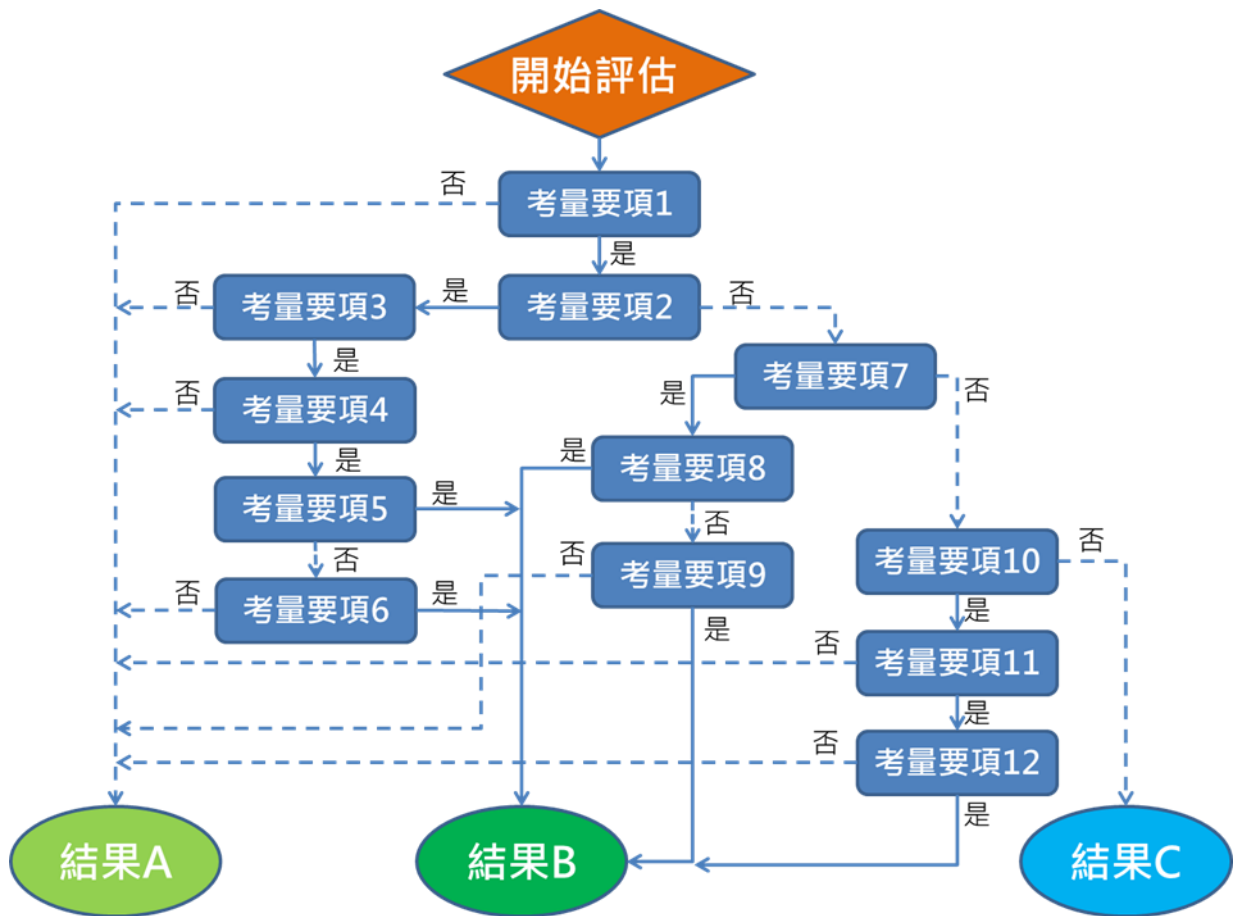 開始評估
否
考量要項1
是
否
考量要項3
是
考量要項2
否
是
考量要項7
否
否
考量要項4
是
是
是
考量要項8
考量要項5
是
否
否
否
考量要項9
考量要項10
否
否
考量要項6
是
是
是
否
考量要項11
是
否
考量要項12
是
結果A
結果B
結果C